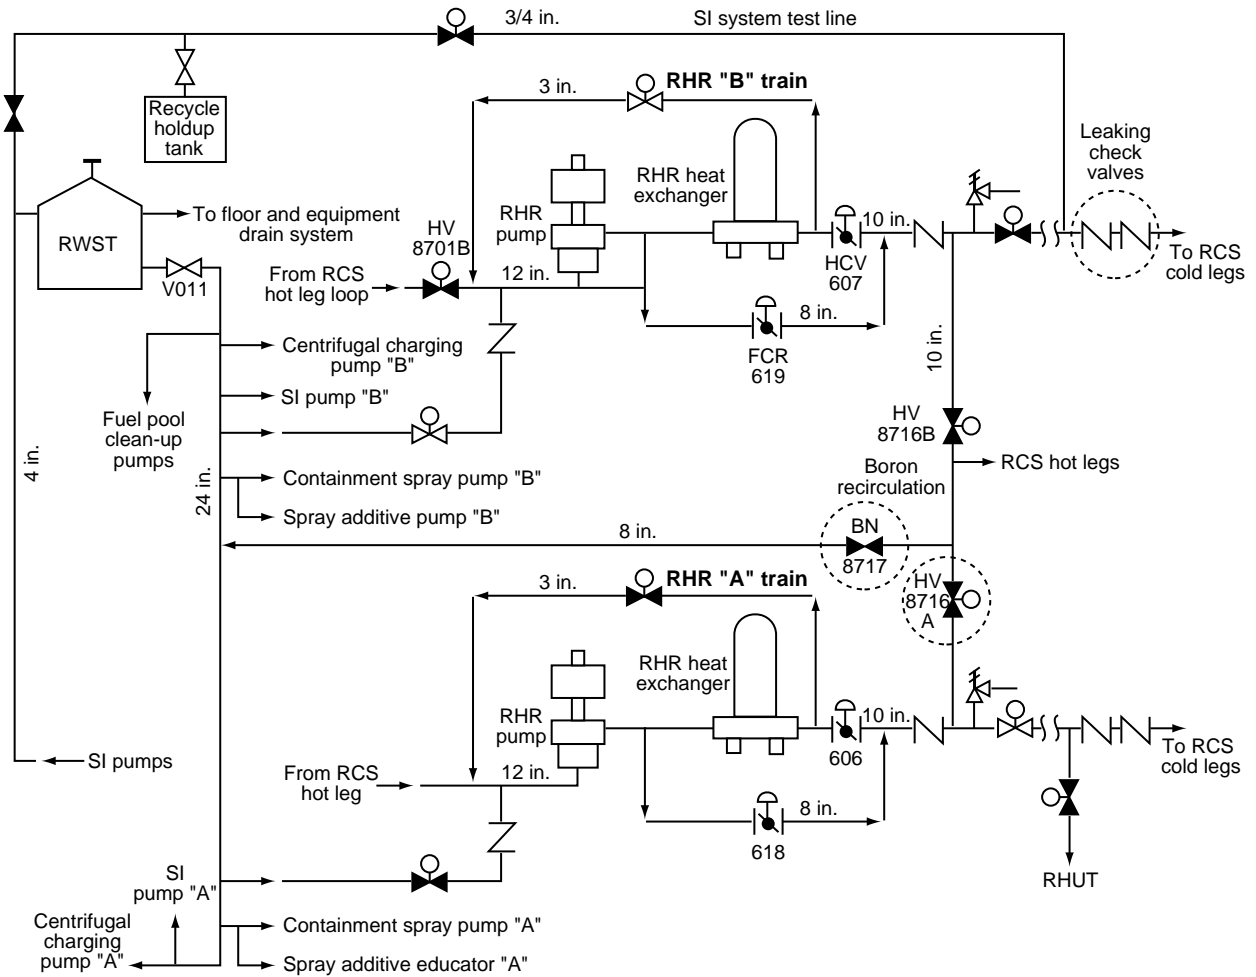 3/4 in.
SI system test line
RHR "B" train
3 in.
Recycle
holdup
tank
Leaking
check
valves
RHR heat
exchanger
RWST
To floor and equipment
drain system
HV
8701B
RHR
pump
10 in.
To RCS
cold legs
V011
From RCS
hot leg loop
12 in.
HCV
607
8 in.
FCR
619
10 in.
Centrifugal charging
pump "B"
SI pump "B"
Fuel pool
clean-up
pumps
HV
8716B
4 in.
24 in.
Containment spray pump "B"
Spray additive pump "B"
Boron
recirculation
RCS hot legs
8 in.
BN
8717
RHR "A" train
3 in.
HV
8716
A
RHR heat
exchanger
RHR
pump
10 in.
606
To RCS
cold legs
SI pumps
From RCS
hot leg
12 in.
8 in.
618
SI
pump "A"
RHUT
Centrifugal
charging
pump "A"
Containment spray pump "A"
Spray additive educator "A"